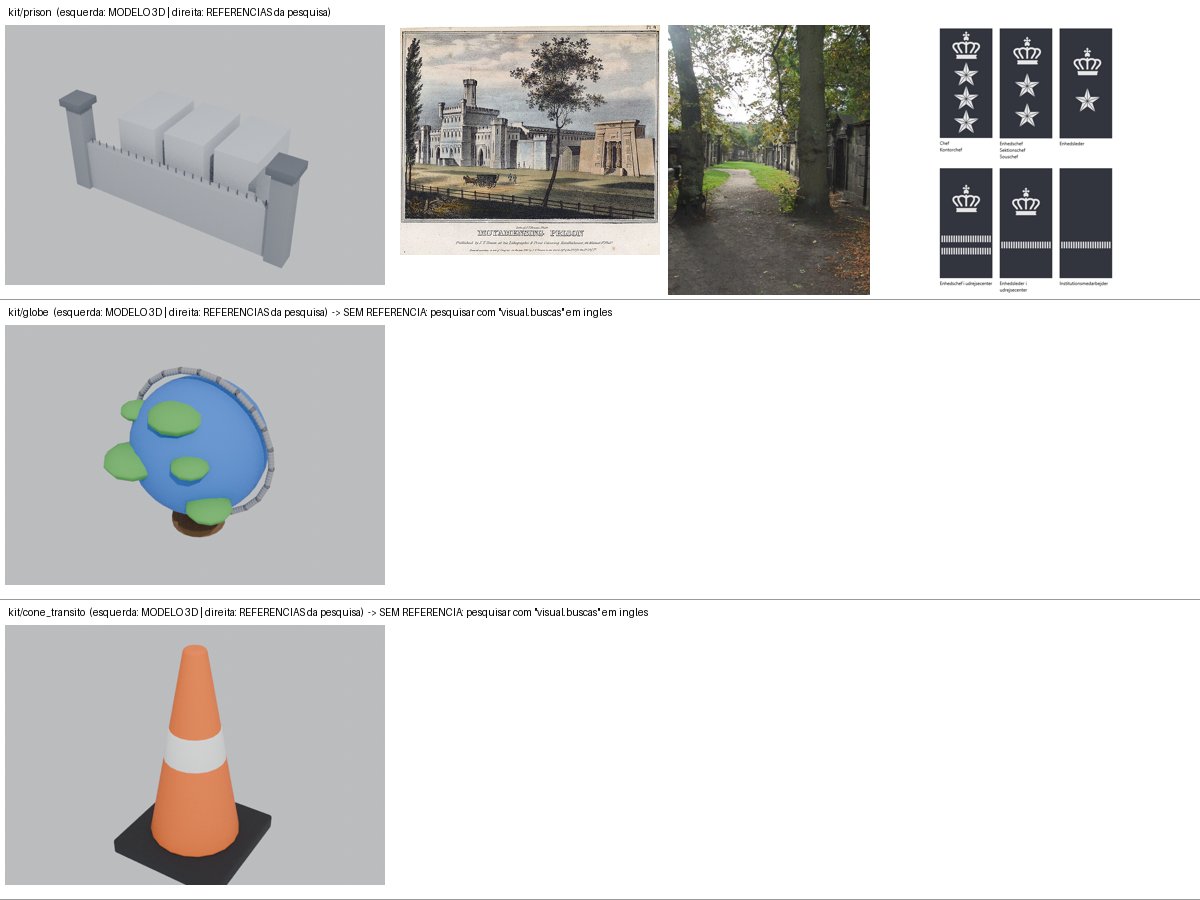 kit/prison (esquerda: MODELO 3D | direita: REFERENCIAS da pesquisa)
MOYAMENSING PRISON
Chef
Kontorchef
Enhedschef
Sektionschef
Souschef
Enhedsleder
Enhedschef i udrejsecenter
Enhedsleder i
udrejsecenter
Institutionsmedarbejder
kit/globe (esquerda: MODELO 3D | direita: REFERENCIAS da pesquisa) -> SEM REFERENCIA: pesquisar com "visual.buscas" em ingles
kit/cone_transito (esquerda: MODELO 3D | direita: REFERENCIAS da pesquisa) -> SEM REFERENCIA: pesquisar com "visual.buscas" em ingles